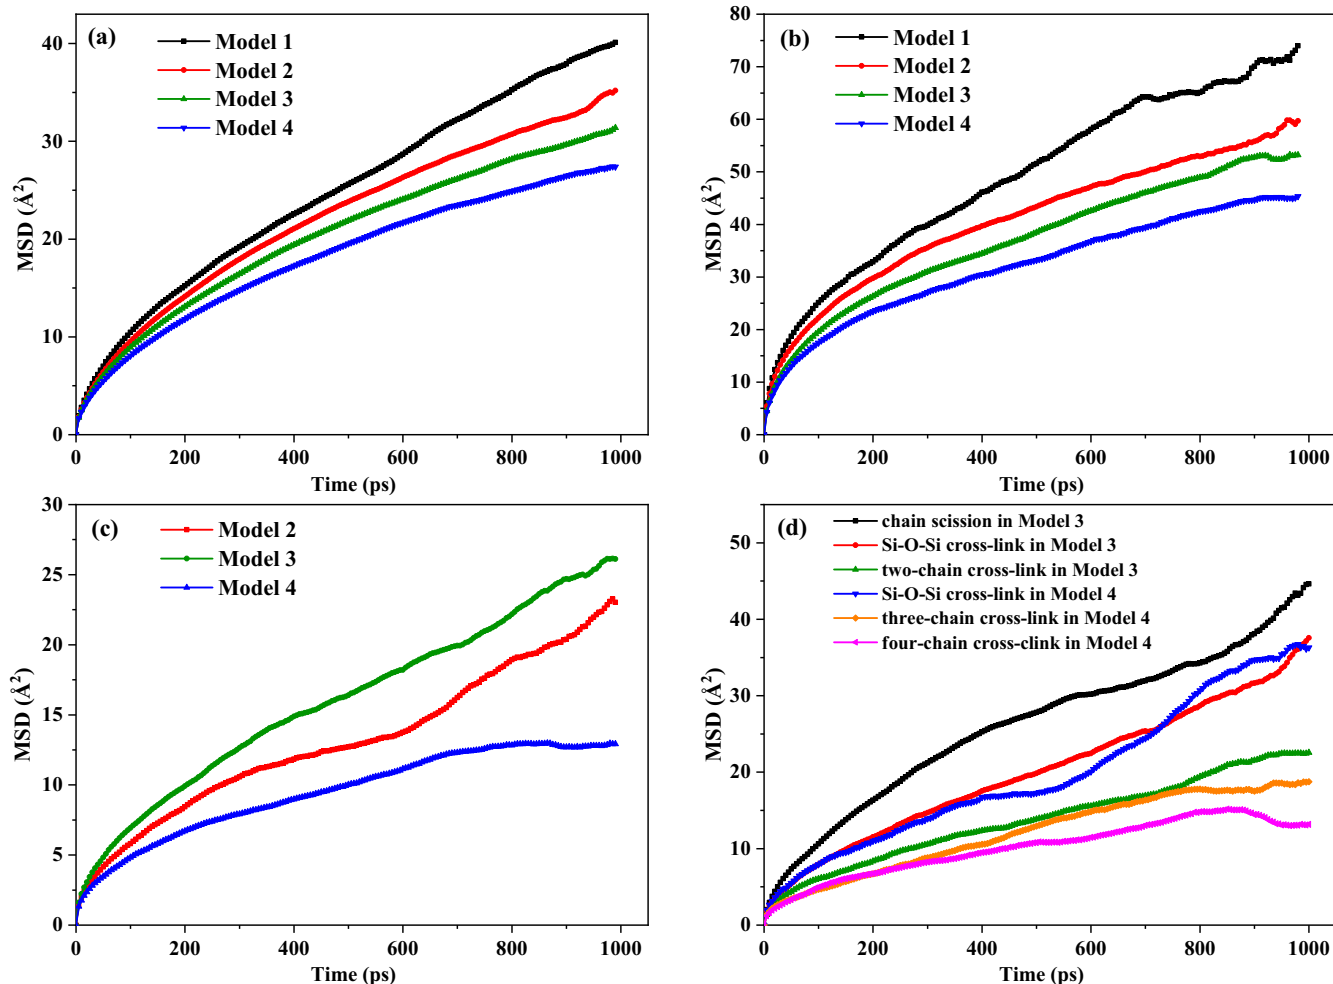 (a)
Model 1
Model 2
Model 3
Model 4
MSD (Å²)
40
30
20
10
0
0 200 400 600 800 1000
Time (ps)
(b)
Model 1
Model 2
Model 3
Model 4
MSD (Å²)
80
70
60
50
40
30
20
10
0
0 200 400 600 800 1000
Time (ps)
(c)
Model 2
Model 3
Model 4
MSD (Å²)
30
25
20
15
10
5
0
0 200 400 600 800 1000
Time (ps)
(d)
chain scission in Model 3
Si-O-Si cross-link in Model 3
two-chain cross-link in Model 3
Si-O-Si cross-link in Model 4
three-chain cross-link in Model 4
four-chain cross-clink in Model 4
MSD (Å²)
50
40
30
20
10
0
0 200 400 600 800 1000
Time (ps)